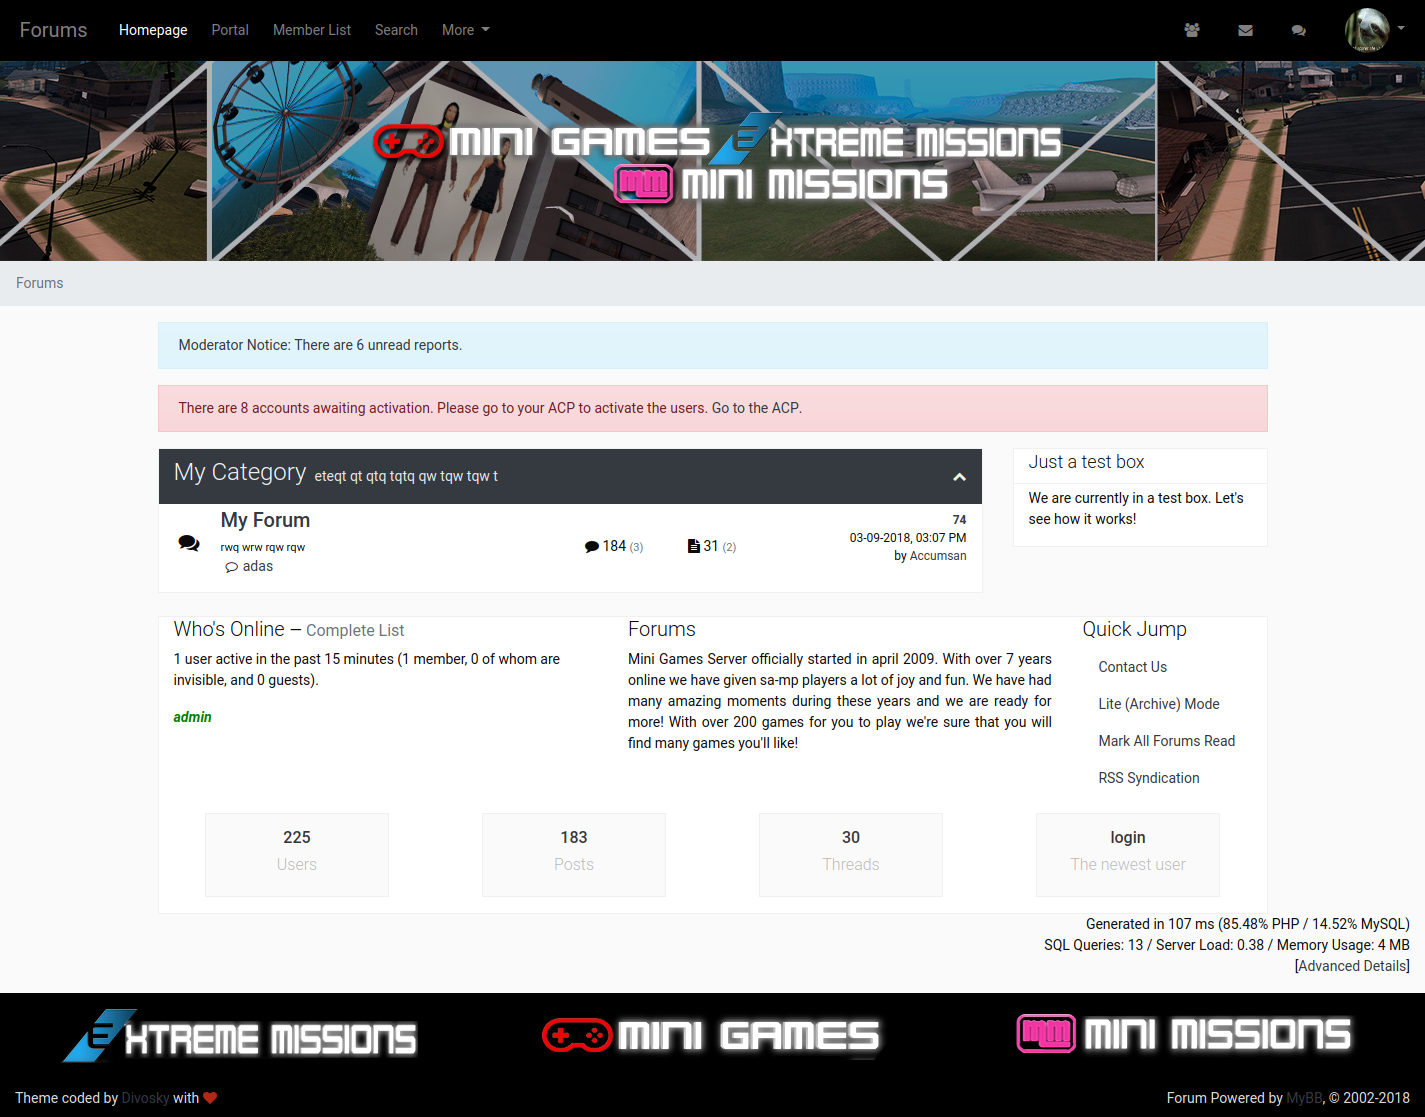 Forums Homepage Portal Member List Search More
MINI GAMES EXTREME MISSIONS
mm MINI MISSIONS
Forums
Moderator Notice: There are 6 unread reports.
There are 8 accounts awaiting activation. Please go to your ACP to activate the users. Go to the ACP.
My Category eteqt qt qtq tqtq qw tqw tqw t
My Forum
rwq wrw rqw rqw
adas
184 (3)
31 (2)
74
03-09-2018, 03:07 PM
by Accumsan
Just a test box
We are currently in a test box. Let's
see how it works!
Who's Online — Complete List
1 user active in the past 15 minutes (1 member, 0 of whom are
invisible, and 0 guests).
admin
Forums
Mini Games Server officially started in april 2009. With over 7 years
online we have given sa-mp players a lot of joy and fun. We have had
many amazing moments during these years and we are ready for
more! With over 200 games for you to play we're sure that you will
find many games you'll like!
Quick Jump
Contact Us
Lite (Archive) Mode
Mark All Forums Read
RSS Syndication
225
Users
183
Posts
30
Threads
login
The newest user
Generated in 107 ms (85.48% PHP / 14.52% MySQL)
SQL Queries: 13 / Server Load: 0.38 / Memory Usage: 4 MB
[Advanced Details]
EXTREME MISSIONS
MINI GAMES
mm MINI MISSIONS
Theme coded by Divosky with
Forum Powered by MyBB, © 2002-2018